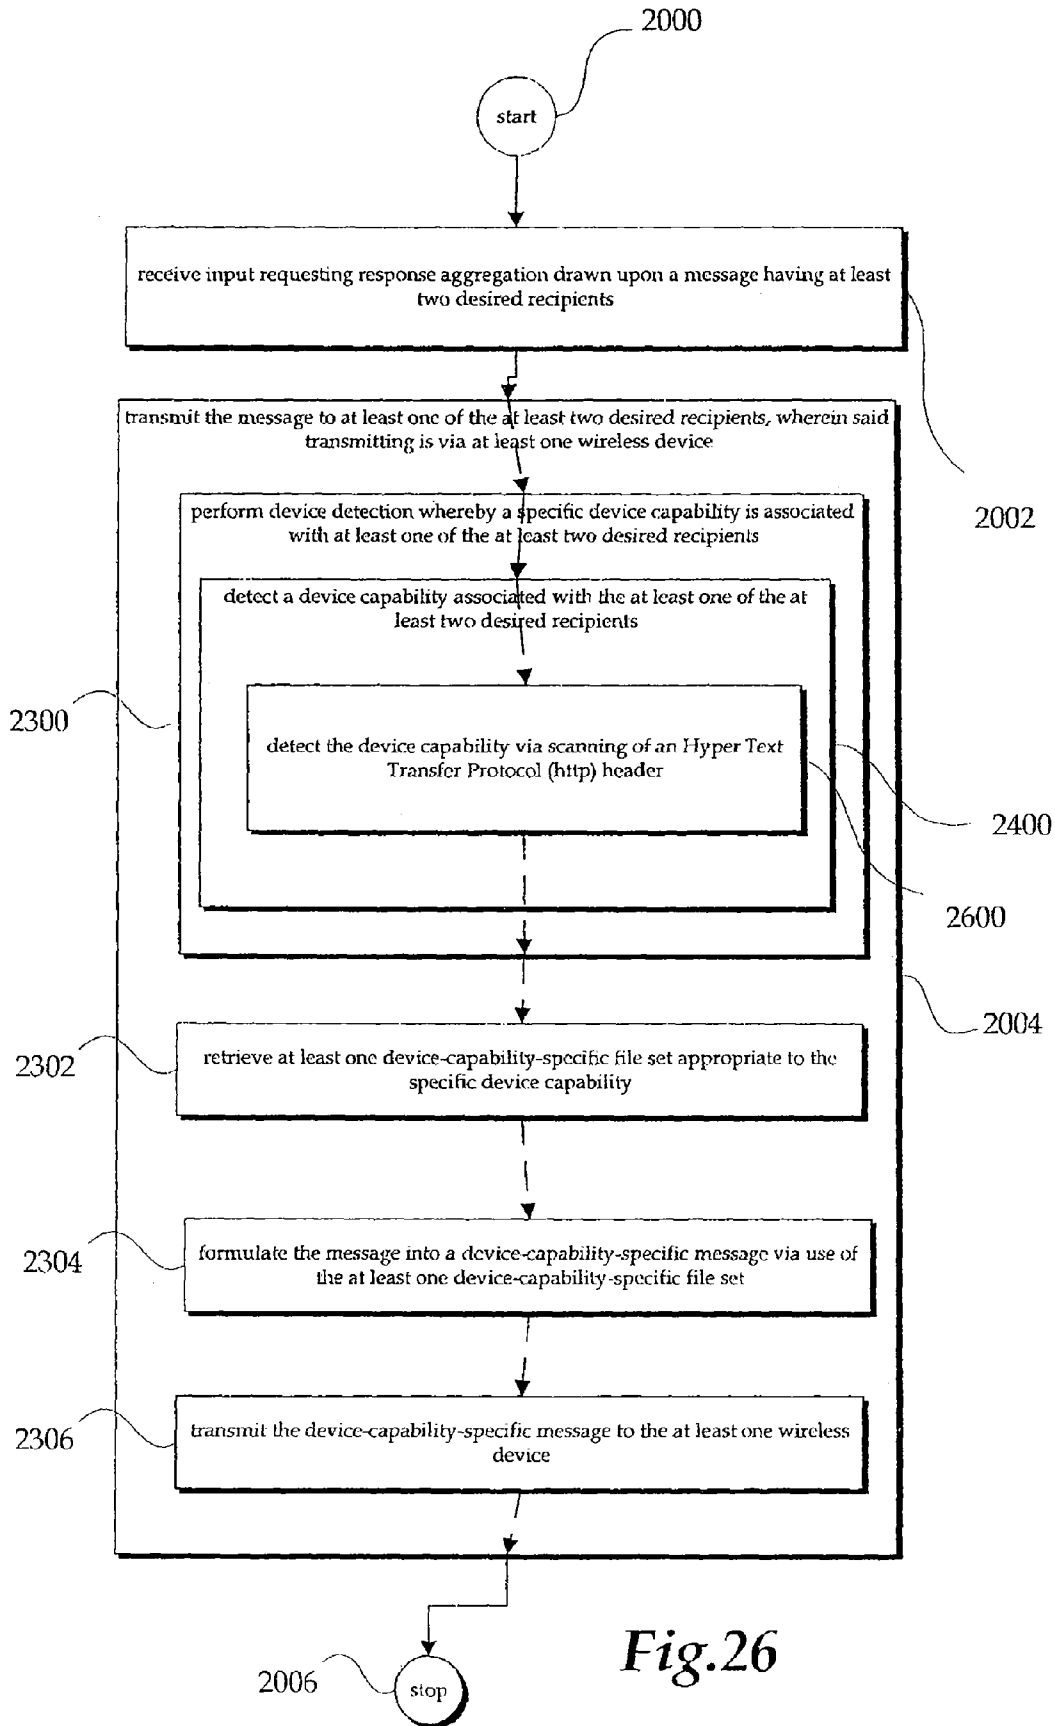 2000
start
receive input requesting response aggregation drawn upon a message having at least
two desired recipients
2002
transmit the message to at least one of the at least two desired recipients, wherein said
transmitting is via at least one wireless device
perform device detection whereby a specific device capability is associated
with at least one of the at least two desired recipients
detect a device capability associated with the at least one of the at
least two desired recipients
2300
detect the device capability via scanning of an Hyper Text
Transfer Protocol (http) header
2400
2600
2004
2302
retrieve at least one device-capability-specific file set appropriate to the
specific device capability
2304
formulate the message into a device-capability-specific message via use of
the at least one device-capability-specific file set
2306
transmit the device-capability-specific message to the at least one wireless
device
Fig.26
2006
stop